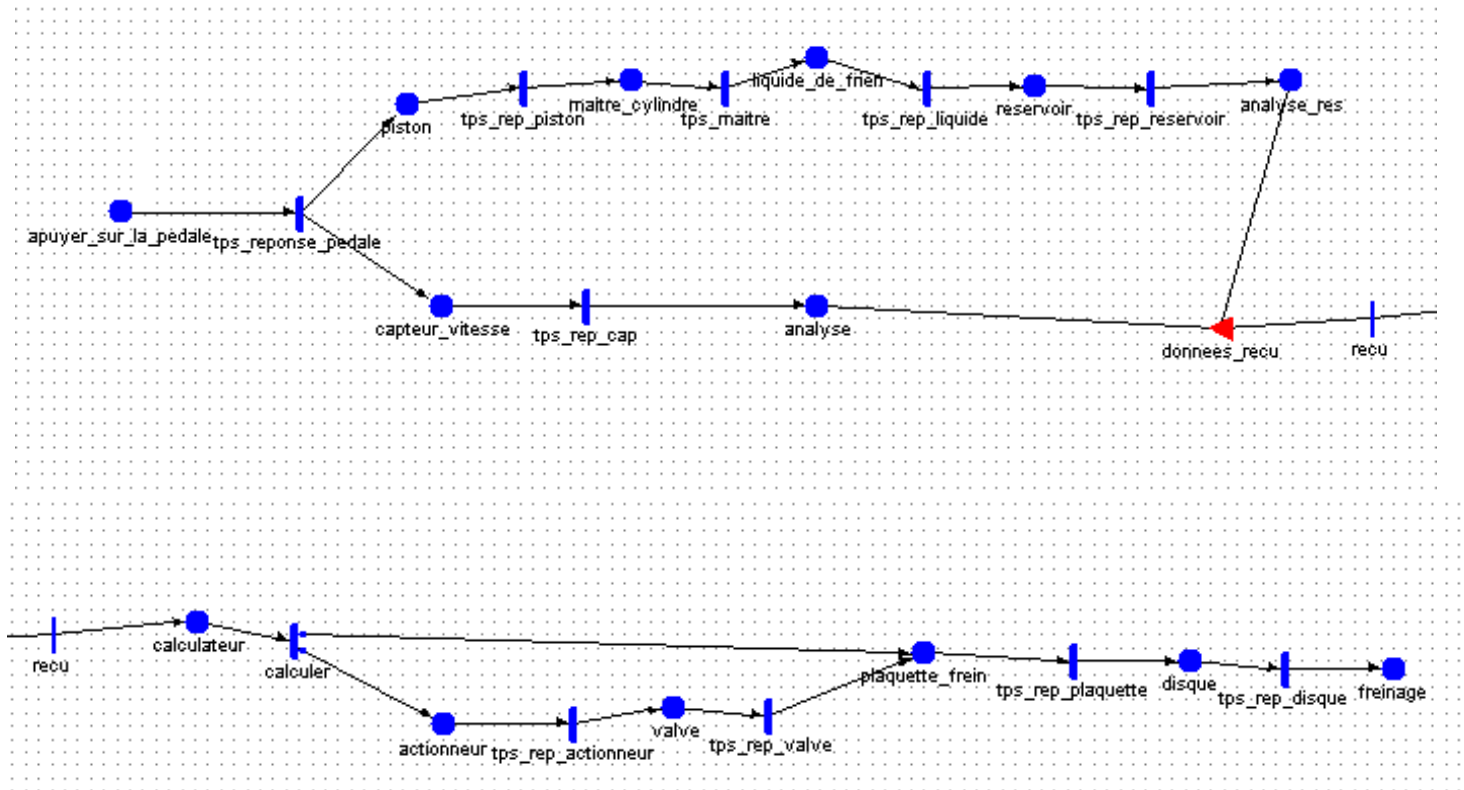 liquide_de_frien
maitre_cylindre
reservoir
analyse_res
piston
tps_rep_piston
tps_maitre
tps_rep_liquide
tps_rep_reservoir
apuyer_sur_la_pedale
tps_reponse_pedale
capteur_vitesse
tps_rep_cap
analyse
donnees_recu
recu
recu
calculateur
calculer
plaquette_frein
tps_rep_plaquette
disque
tps_rep_disque
freinage
actionneur
tps_rep_actionneur
valve
tps_rep_valve